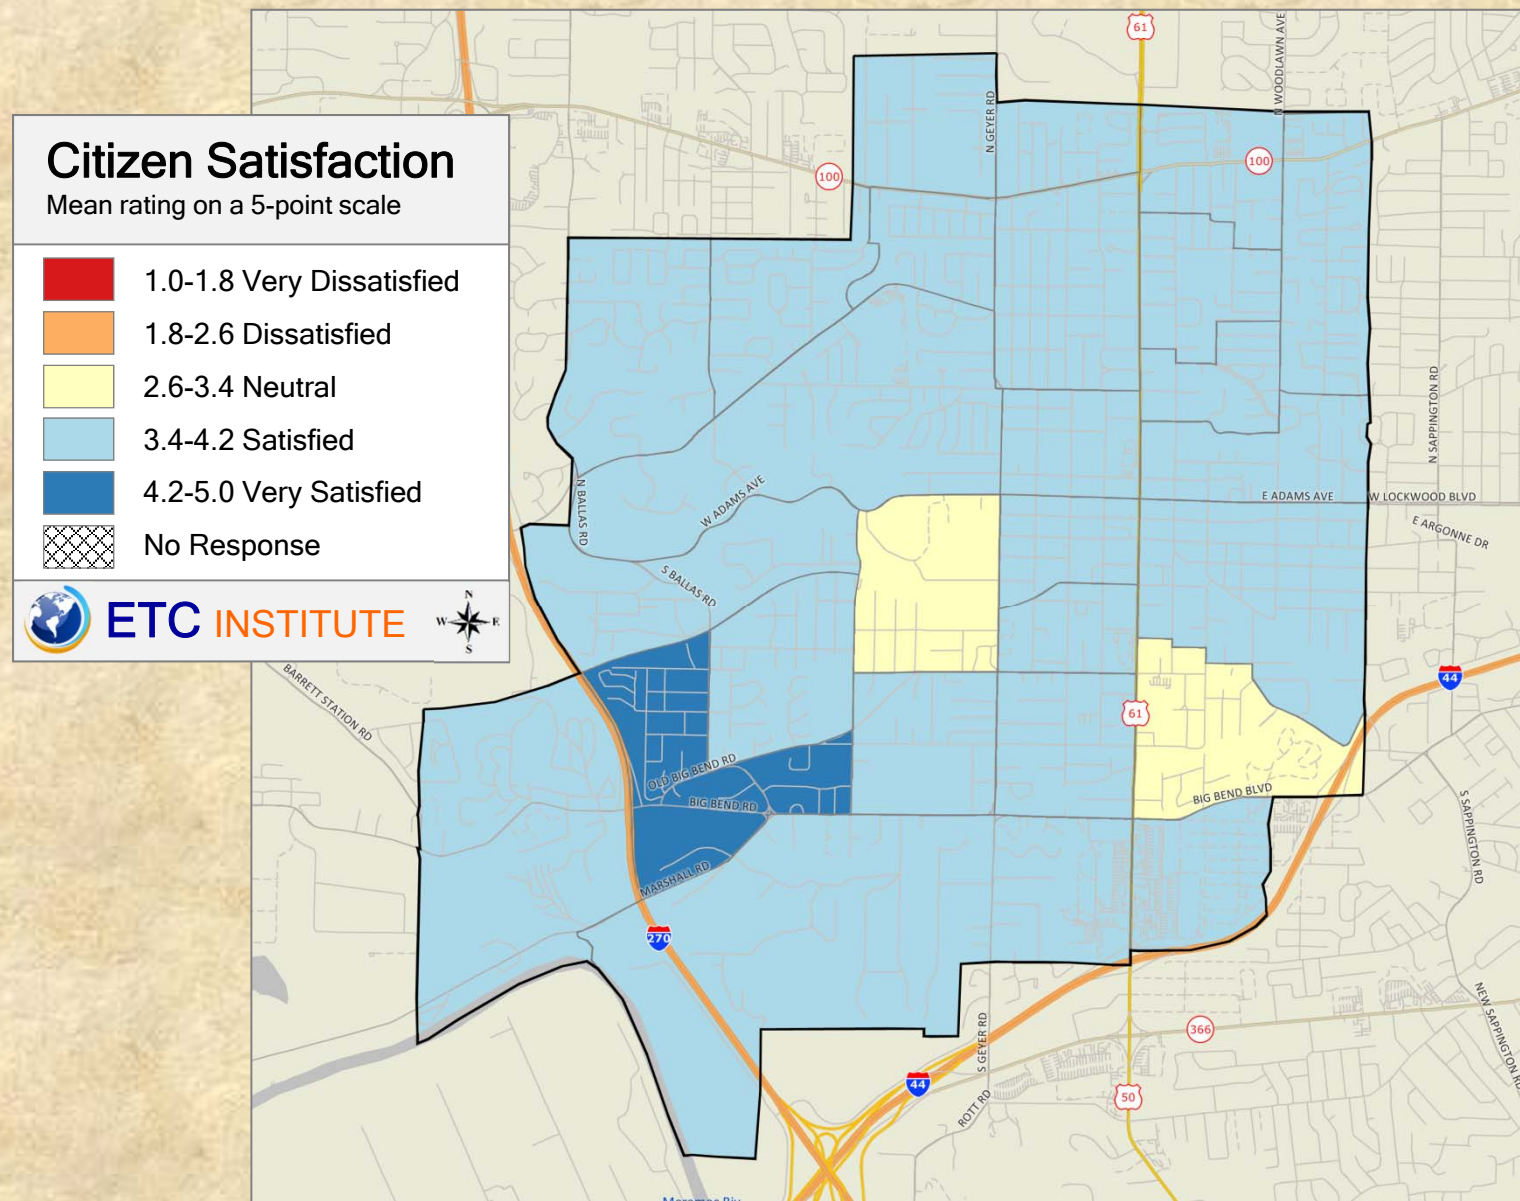 Citizen Satisfaction
Mean rating on a 5-point scale
1.0-1.8 Very Dissatisfied
1.8-2.6 Dissatisfied
2.6-3.4 Neutral
3.4-4.2 Satisfied
4.2-5.0 Very Satisfied
No Response
ETC INSTITUTE
N
W E
S
61
N WOODLAWN AVE
N GEYER RD
100
100
N SAPPINGTON RD
N BALLAS RD
W ADAMS AVE
E ADAMS AVE
W LOCKWOOD BLVD
E ARGONNE DR
S BALLAS RD
BARRETT STATION RD
44
61
OLD BIG BEND RD
BIG BEND RD
BIG BEND BLVD
S SAPPINGTON RD
MARSHALL RD
270
NEW SAPPINGTON RD
S GEYER RD
366
44
50
ROTT RD